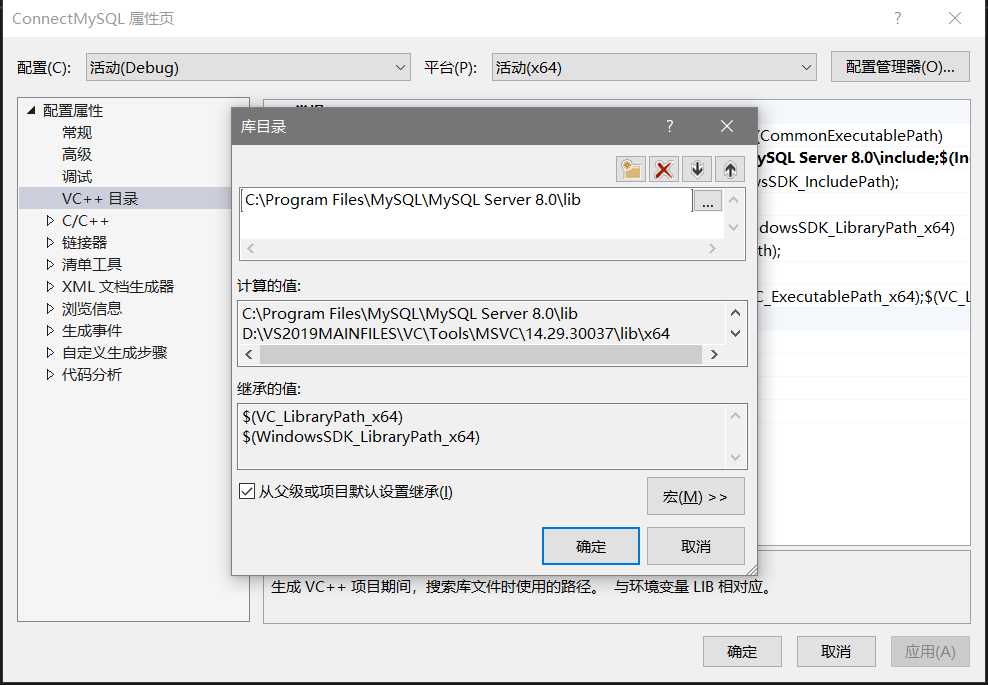 ConnectMySQL 属性页
?
配置(C):
活动(Debug)
平台(P):
活动(x64)
配置管理器(O)...
配置属性
常规
高级
调试
VC++ 目录
C/C++
链接器
清单工具
XML 文档生成器
浏览信息
生成事件
自定义生成步骤
代码分析
(CommonExecutablePath)
ySQL Server 8.0\include;$(In
wsSDK_IncludePath);
dowsSDK_LibraryPath_x64)
th);
C_ExecutablePath_x64);$(VC_L
库目录
?
C:\Program Files\MySQL\MySQL Server 8.0\lib
...
计算的值:
C:\Program Files\MySQL\MySQL Server 8.0\lib
D:\VS2019MAINFILES\VC\Tools\MSVC\14.29.30037\lib\x64
继承的值:
$(VC_LibraryPath_x64)
$(WindowsSDK_LibraryPath_x64)
从父级或项目默认设置继承(I)
宏(M) >>
确定
取消
生成 VC++ 项目期间，搜索库文件时使用的路径。 与环境变量 LIB 相对应。
确定
取消
应用(A)